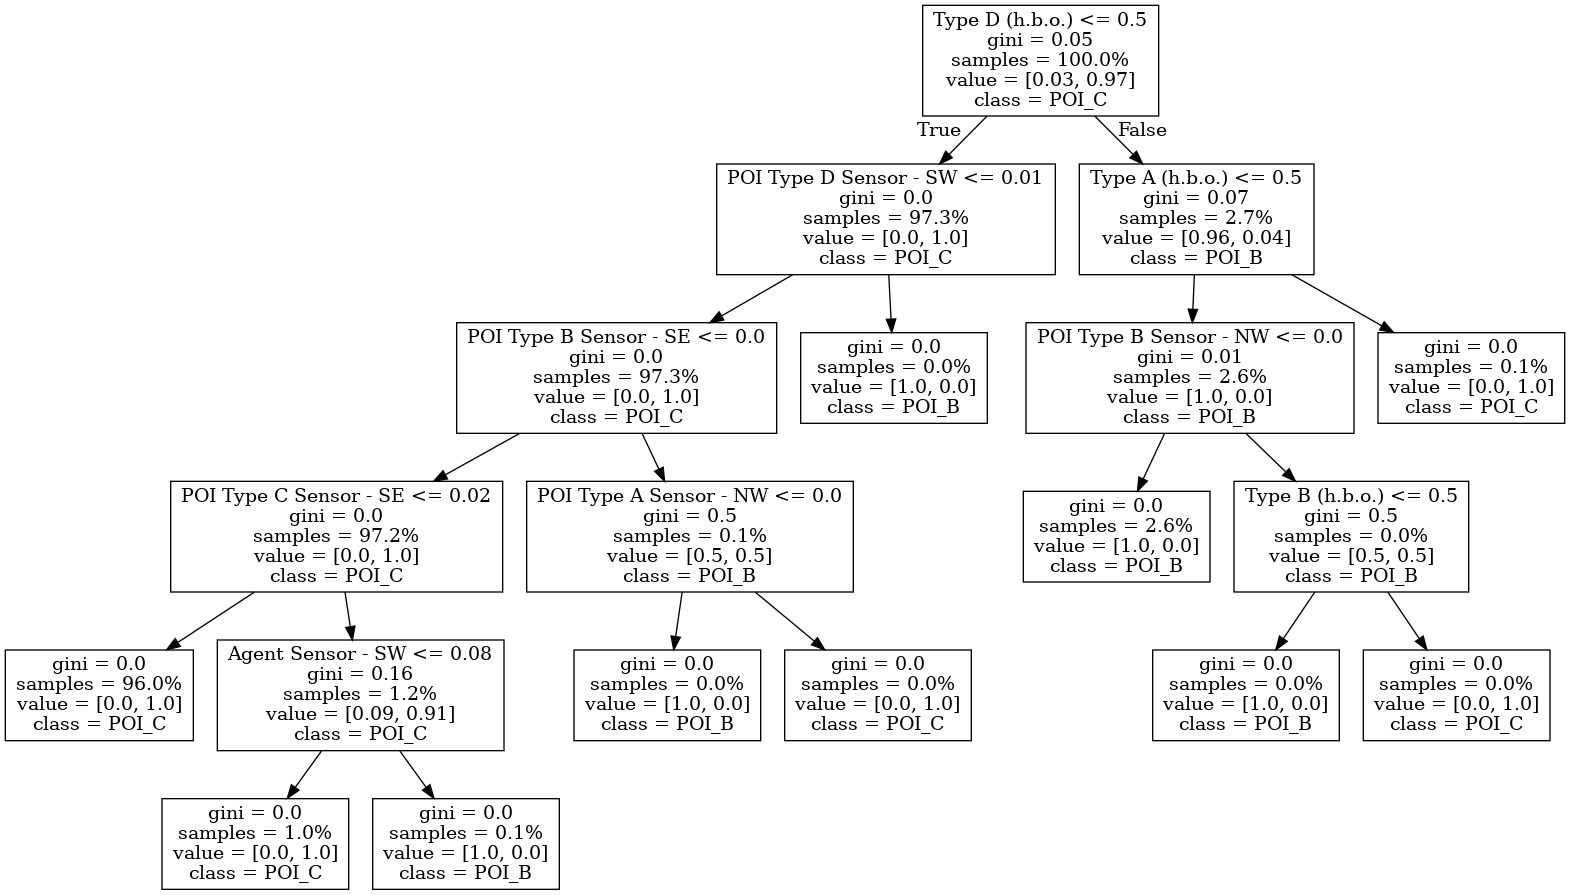 Type D (h.b.o.) <= 0.5
gini = 0.05
samples = 100.0%
value = [0.03, 0.97]
class = POI_C
True
False
POI Type D Sensor - SW <= 0.01
gini = 0.0
samples = 97.3%
value = [0.0, 1.0]
class = POI_C
Type A (h.b.o.) <= 0.5
gini = 0.07
samples = 2.7%
value = [0.96, 0.04]
class = POI_B
POI Type B Sensor - SE <= 0.0
gini = 0.0
samples = 97.3%
value = [0.0, 1.0]
class = POI_C
gini = 0.0
samples = 0.0%
value = [1.0, 0.0]
class = POI_B
POI Type B Sensor - NW <= 0.0
gini = 0.01
samples = 2.6%
value = [1.0, 0.0]
class = POI_B
gini = 0.0
samples = 0.1%
value = [0.0, 1.0]
class = POI_C
POI Type C Sensor - SE <= 0.02
gini = 0.0
samples = 97.2%
value = [0.0, 1.0]
class = POI_C
POI Type A Sensor - NW <= 0.0
gini = 0.5
samples = 0.1%
value = [0.5, 0.5]
class = POI_B
gini = 0.0
samples = 2.6%
value = [1.0, 0.0]
class = POI_B
Type B (h.b.o.) <= 0.5
gini = 0.5
samples = 0.0%
value = [0.5, 0.5]
class = POI_B
gini = 0.0
samples = 96.0%
value = [0.0, 1.0]
class = POI_C
Agent Sensor - SW <= 0.08
gini = 0.16
samples = 1.2%
value = [0.09, 0.91]
class = POI_C
gini = 0.0
samples = 0.0%
value = [1.0, 0.0]
class = POI_B
gini = 0.0
samples = 0.0%
value = [0.0, 1.0]
class = POI_C
gini = 0.0
samples = 0.0%
value = [1.0, 0.0]
class = POI_B
gini = 0.0
samples = 0.0%
value = [0.0, 1.0]
class = POI_C
gini = 0.0
samples = 1.0%
value = [0.0, 1.0]
class = POI_C
gini = 0.0
samples = 0.1%
value = [1.0, 0.0]
class = POI_B